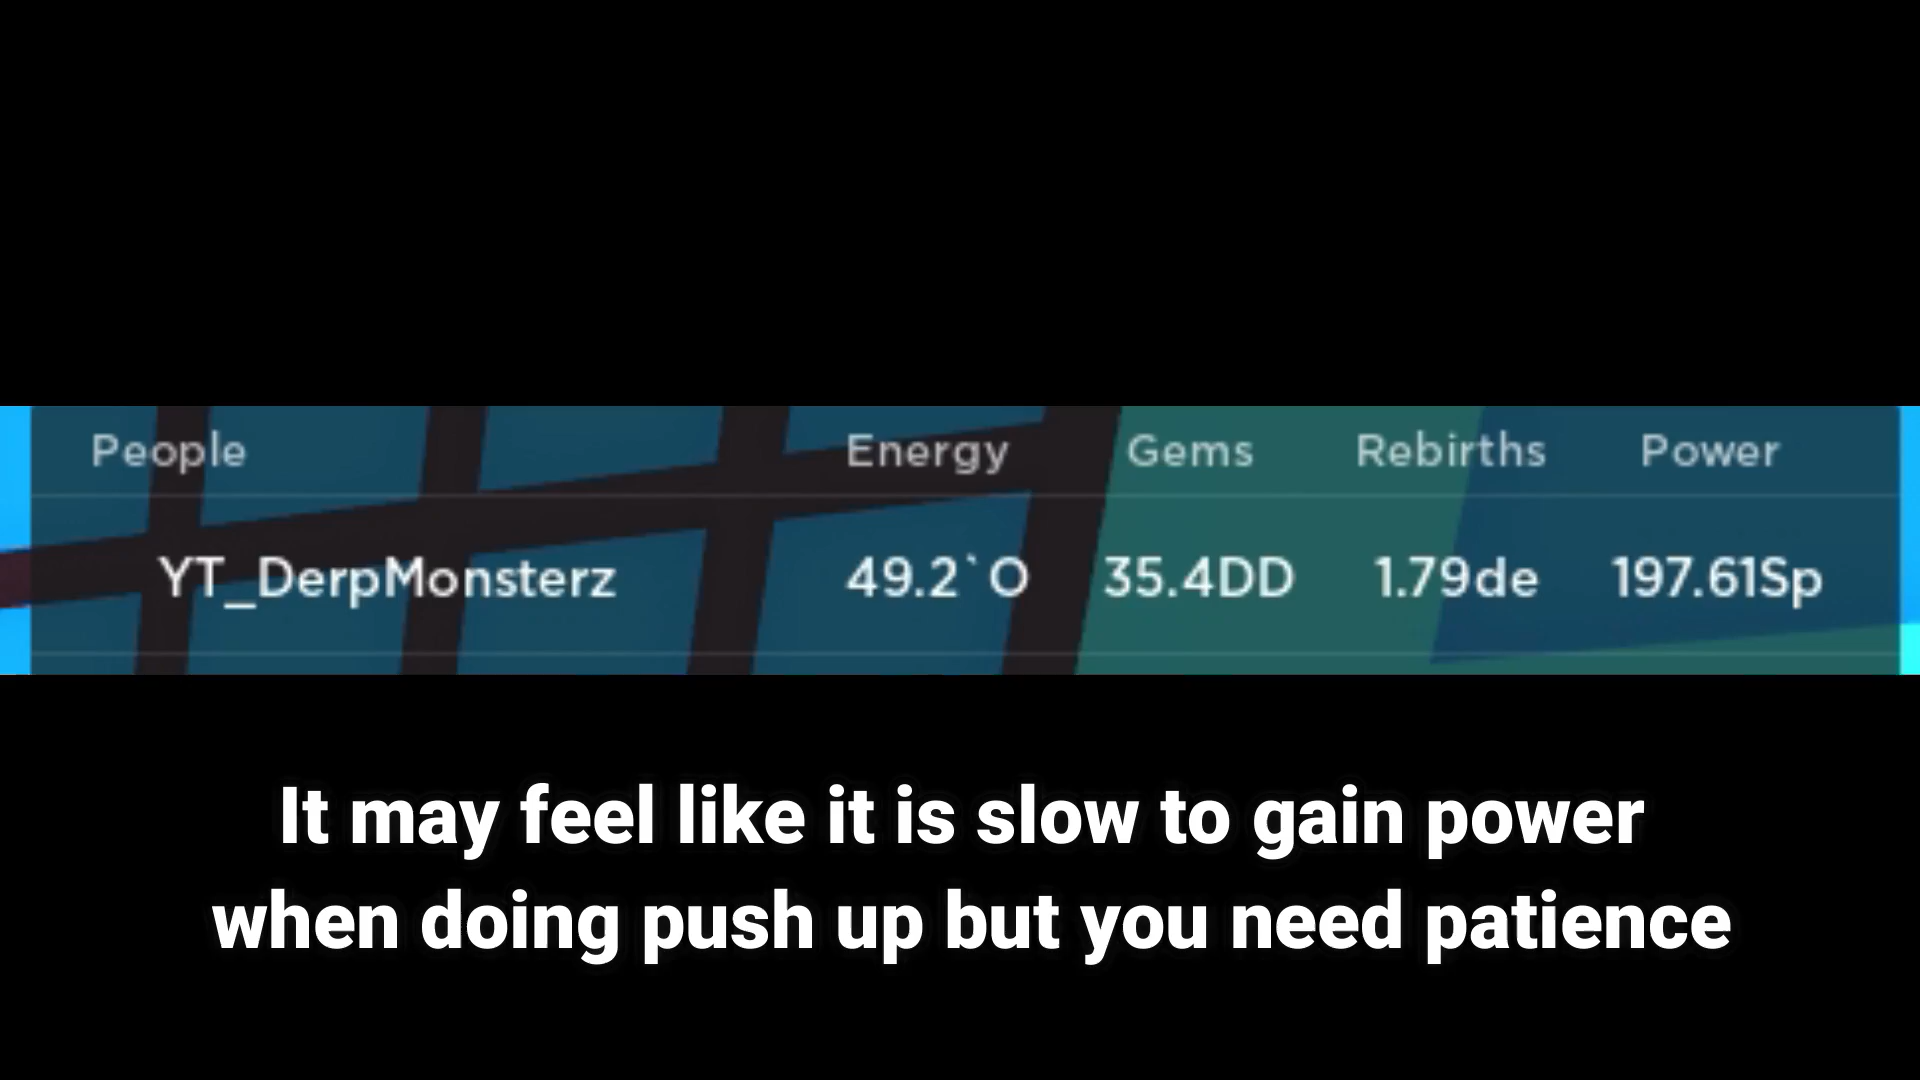 People Energy Gems Rebirths Power
YT_DerpMonsterz 49.2`O 35.4DD 1.79de 197.61Sp
It may feel like it is slow to gain power
when doing push up but you need patience